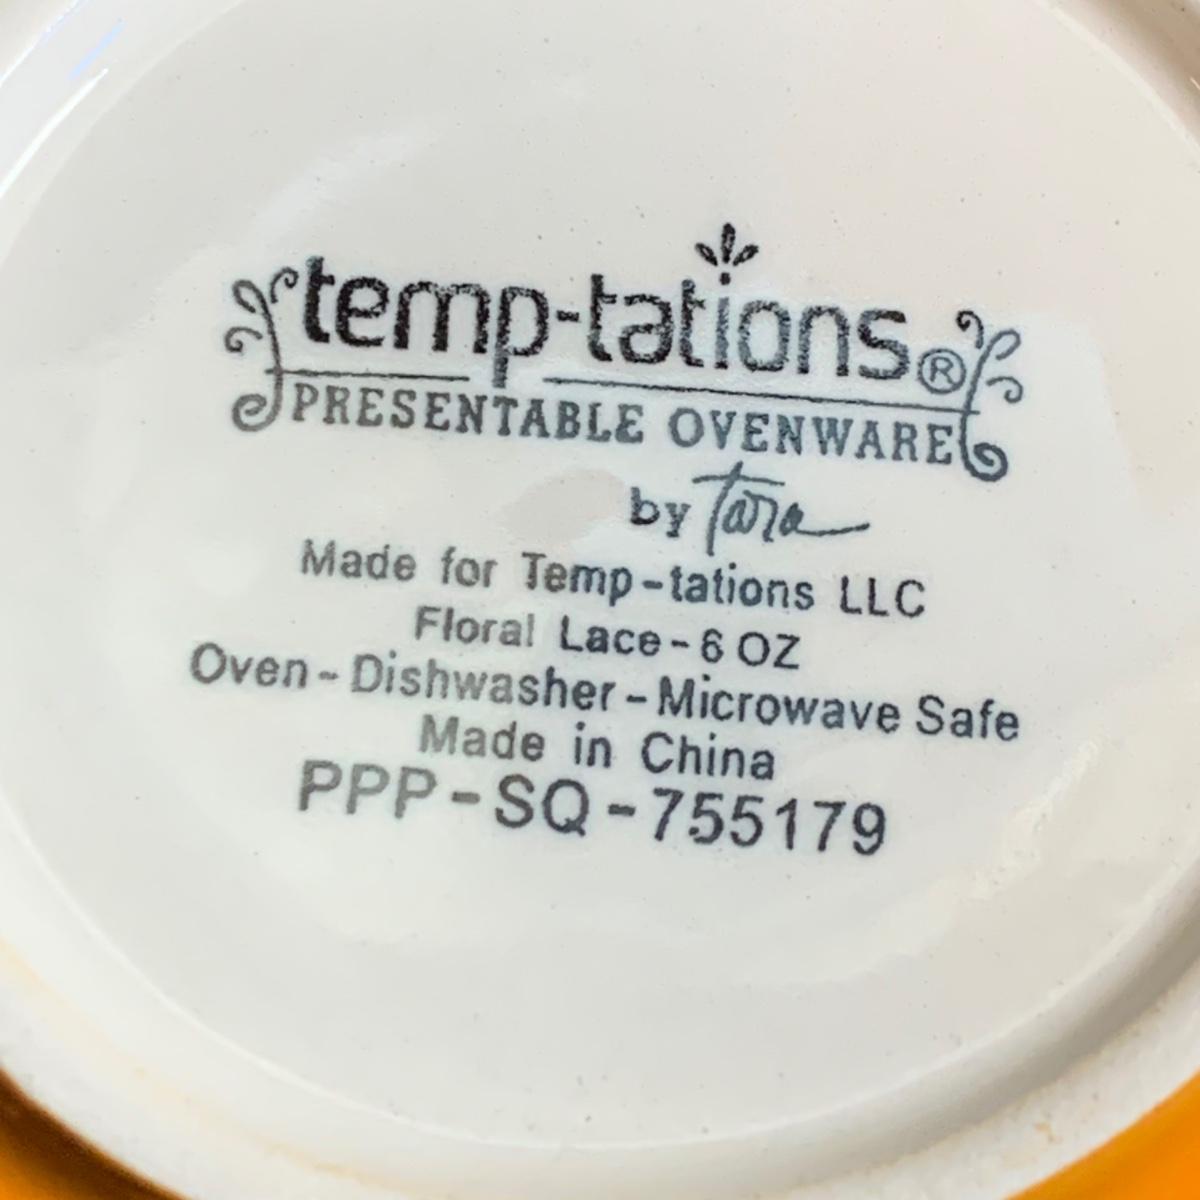 temp-tations®
PRESENTABLE OVENWARE
by Tara
Made for Temp-tations LLC
Floral Lace-6 OZ
Oven-Dishwasher-Microwave Safe
Made in China
PPP-SQ-755179